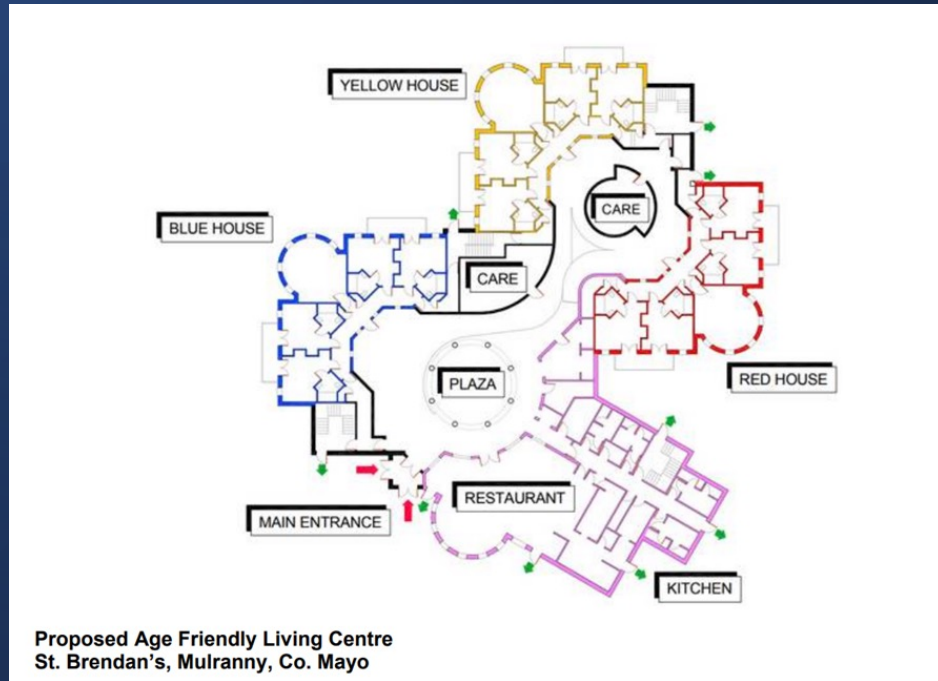 YELLOW HOUSE
CARE
BLUE HOUSE
CARE
PLAZA
RED HOUSE
RESTAURANT
MAIN ENTRANCE
KITCHEN
Proposed Age Friendly Living Centre
St. Brendan's, Mulranny, Co. Mayo